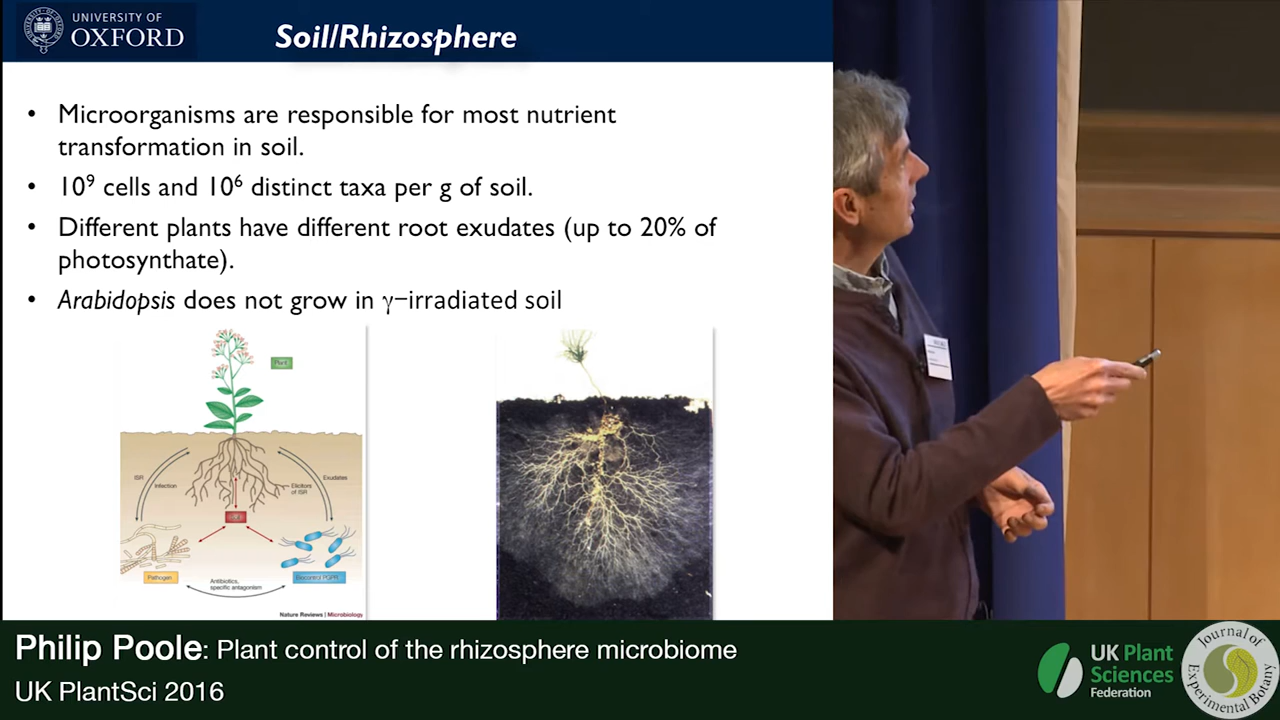 UNIVERSITY OF
OXFORD
Soil/Rhizosphere
• Microorganisms are responsible for most nutrient
transformation in soil.
• 10⁹ cells and 10⁶ distinct taxa per g of soil.
• Different plants have different root exudates (up to 20% of
photosynthate).
• Arabidopsis does not grow in γ–irradiated soil
Plant
ISR
Infection
Elicitors
of ISR
Exudates
Pathogen
Antibiotics,
specific antagonism
Biocontrol PGPR
Nature Reviews | Microbiology
Philip Poole: Plant control of the rhizosphere microbiome
UK PlantSci 2016
UK Plant
Sciences
Federation
Journal of
Experimental Botany